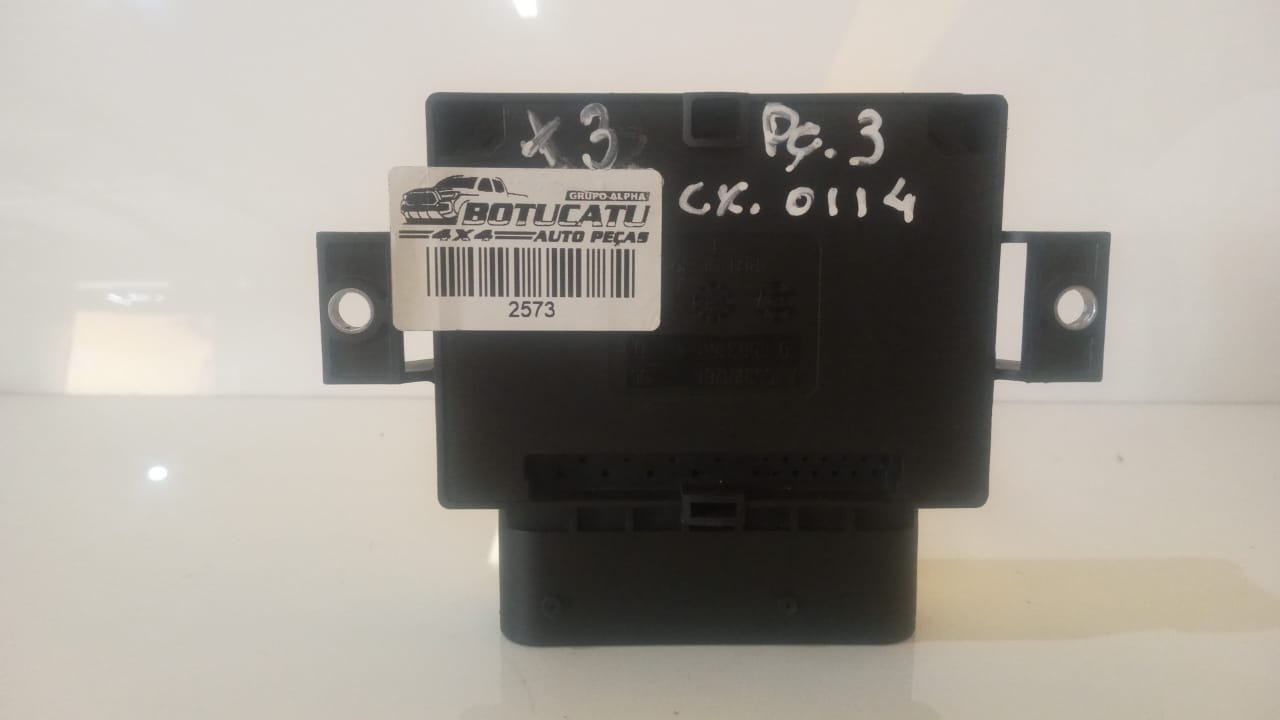 X3
Pç. 3
CX. 0114
GRUPO ALPHA
BOTUCATU
4X4 AUTO PEÇAS
2573